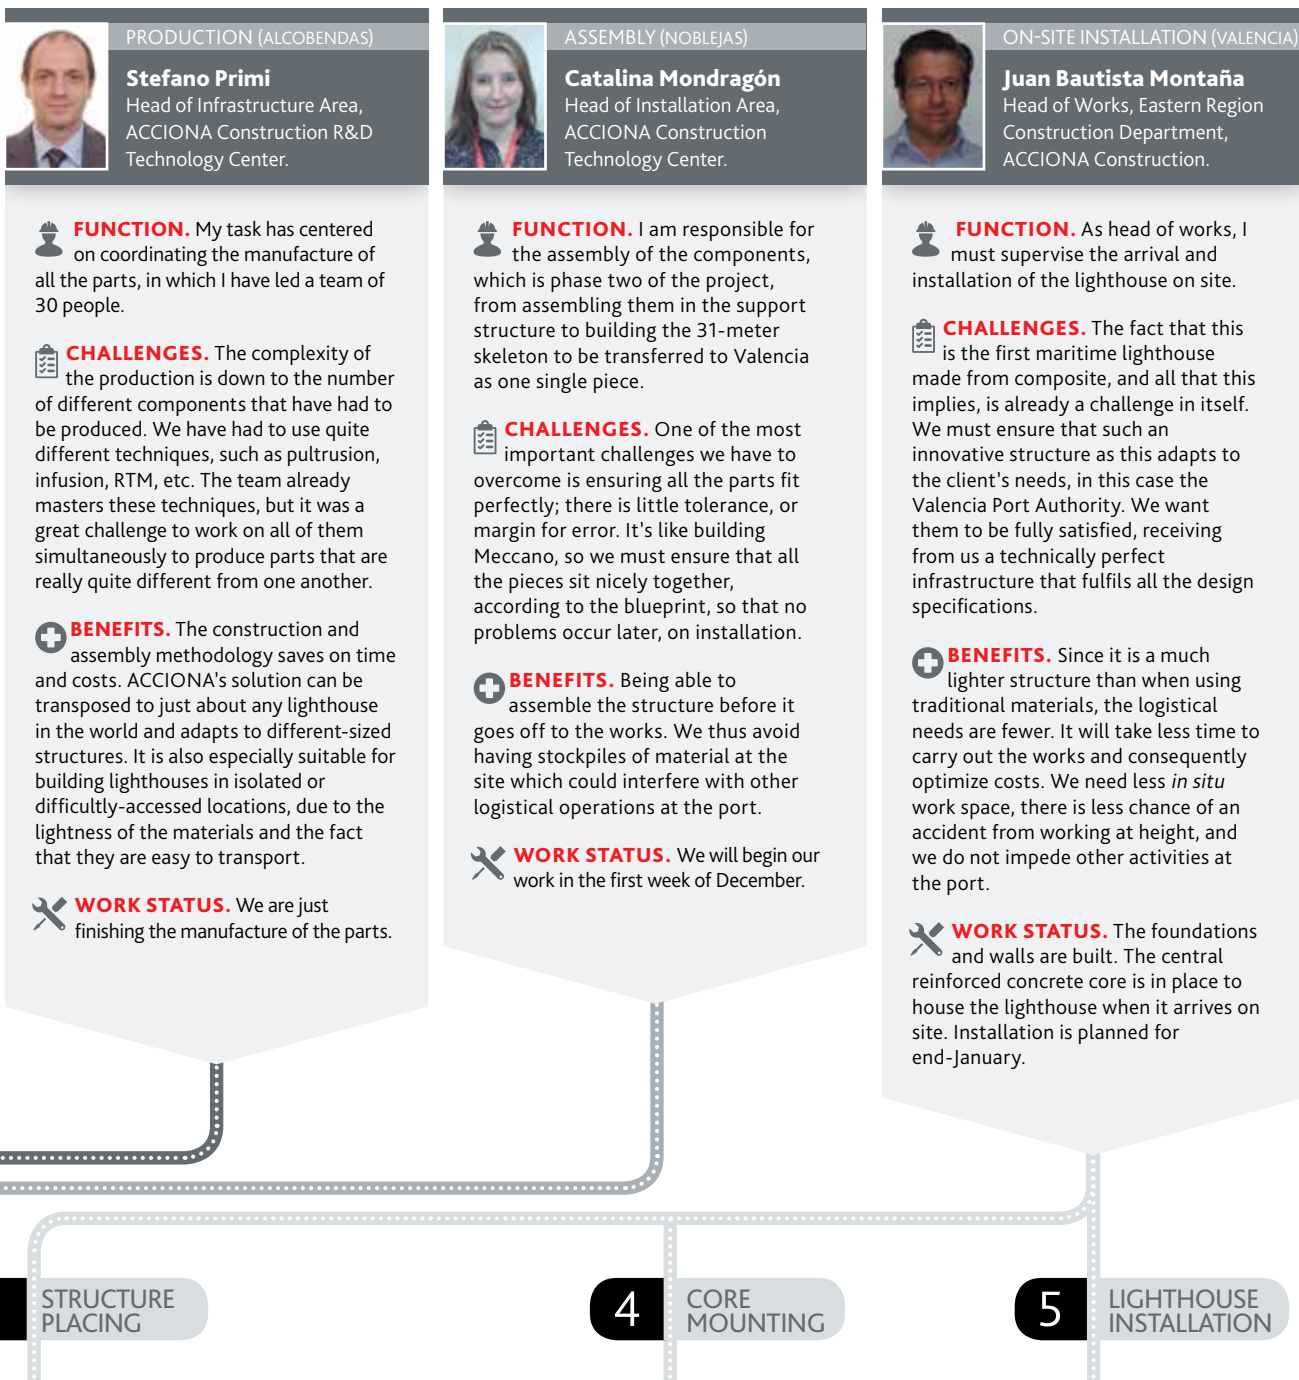 PRODUCTION (ALCOBENDAS)
Stefano Primi
Head of Infrastructure Area,
ACCIONA Construction R&D
Technology Center.
FUNCTION. My task has centered
on coordinating the manufacture of
all the parts, in which I have led a team of
30 people.
CHALLENGES. The complexity of
the production is down to the number
of different components that have had to
be produced. We have had to use quite
different techniques, such as pultrusion,
infusion, RTM, etc. The team already
masters these techniques, but it was a
great challenge to work on all of them
simultaneously to produce parts that are
really quite different from one another.
BENEFITS. The construction and
assembly methodology saves on time
and costs. ACCIONA's solution can be
transposed to just about any lighthouse
in the world and adapts to different-sized
structures. It is also especially suitable for
building lighthouses in isolated or
difficultly-accessed locations, due to the
lightness of the materials and the fact
that they are easy to transport.
WORK STATUS. We are just
finishing the manufacture of the parts.
ASSEMBLY (NOBLEJAS)
Catalina Mondragón
Head of Installation Area,
ACCIONA Construction
Technology Center.
FUNCTION. I am responsible for
the assembly of the components,
which is phase two of the project,
from assembling them in the support
structure to building the 31-meter
skeleton to be transferred to Valencia
as one single piece.
CHALLENGES. One of the most
important challenges we have to
overcome is ensuring all the parts fit
perfectly; there is little tolerance, or
margin for error. It's like building
Meccano, so we must ensure that all
the pieces sit nicely together,
according to the blueprint, so that no
problems occur later, on installation.
BENEFITS. Being able to
assemble the structure before it
goes off to the works. We thus avoid
having stockpiles of material at the
site which could interfere with other
logistical operations at the port.
WORK STATUS. We will begin our
work in the first week of December.
ON-SITE INSTALLATION (VALENCIA)
Juan Bautista Montaña
Head of Works, Eastern Region
Construction Department,
ACCIONA Construction.
FUNCTION. As head of works, I
must supervise the arrival and
installation of the lighthouse on site.
CHALLENGES. The fact that this
is the first maritime lighthouse
made from composite, and all that this
implies, is already a challenge in itself.
We must ensure that such an
innovative structure as this adapts to
the client's needs, in this case the
Valencia Port Authority. We want
them to be fully satisfied, receiving
from us a technically perfect
infrastructure that fulfils all the design
specifications.
BENEFITS. Since it is a much
lighter structure than when using
traditional materials, the logistical
needs are fewer. It will take less time to
carry out the works and consequently
optimize costs. We need less in situ
work space, there is less chance of an
accident from working at height, and
we do not impede other activities at
the port.
WORK STATUS. The foundations
and walls are built. The central
reinforced concrete core is in place to
house the lighthouse when it arrives on
site. Installation is planned for
end-January.
STRUCTURE
PLACING
4 CORE
MOUNTING
5 LIGHTHOUSE
INSTALLATION